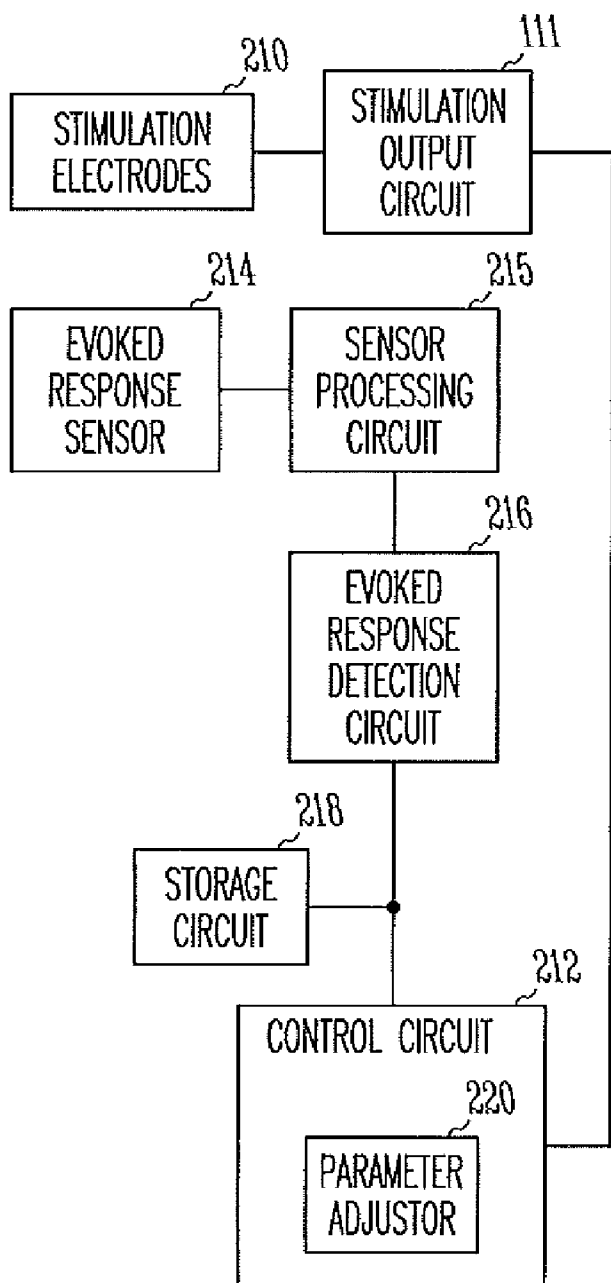 210
111
STIMULATION
ELECTRODES
STIMULATION
OUTPUT
CIRCUIT
214
215
EVOKED
RESPONSE
SENSOR
SENSOR
PROCESSING
CIRCUIT
216
EVOKED
RESPONSE
DETECTION
CIRCUIT
218
STORAGE
CIRCUIT
212
CONTROL CIRCUIT
220
PARAMETER
ADJUSTOR